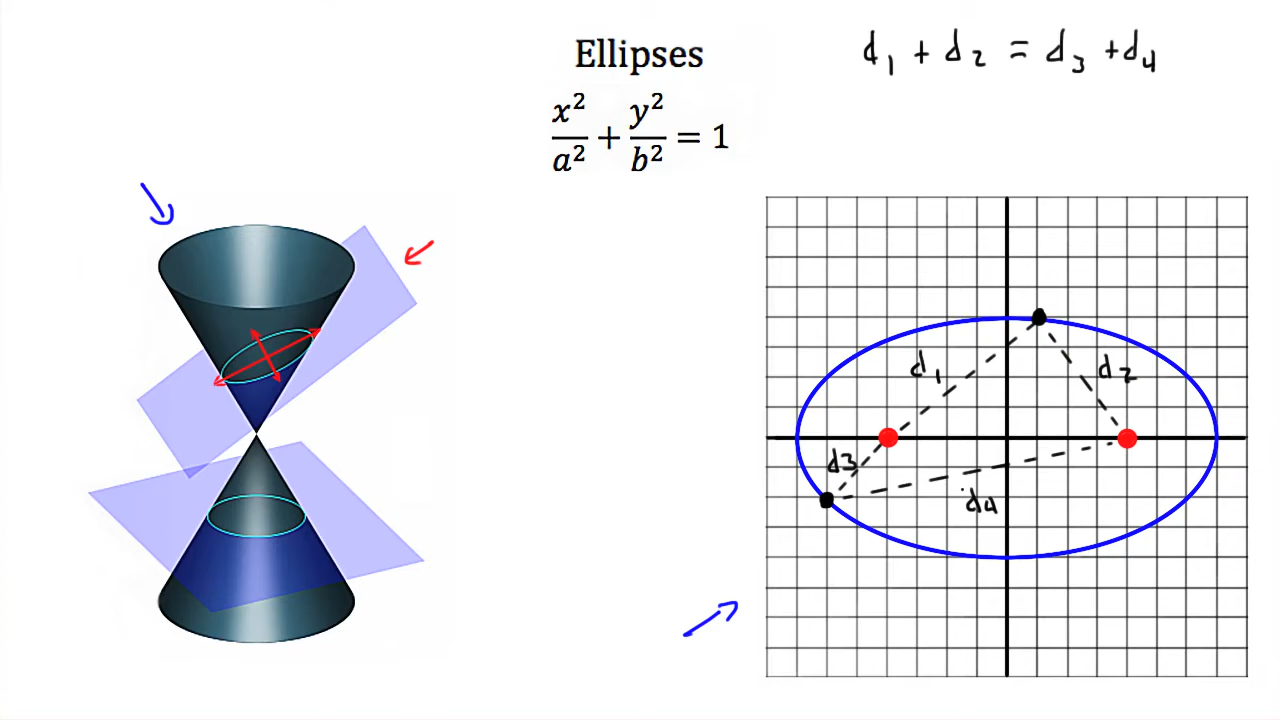 Ellipses
x²/a² + y²/b² = 1
d₁ + d₂ = d₃ + d₄
d₁
d₂
d3
d4